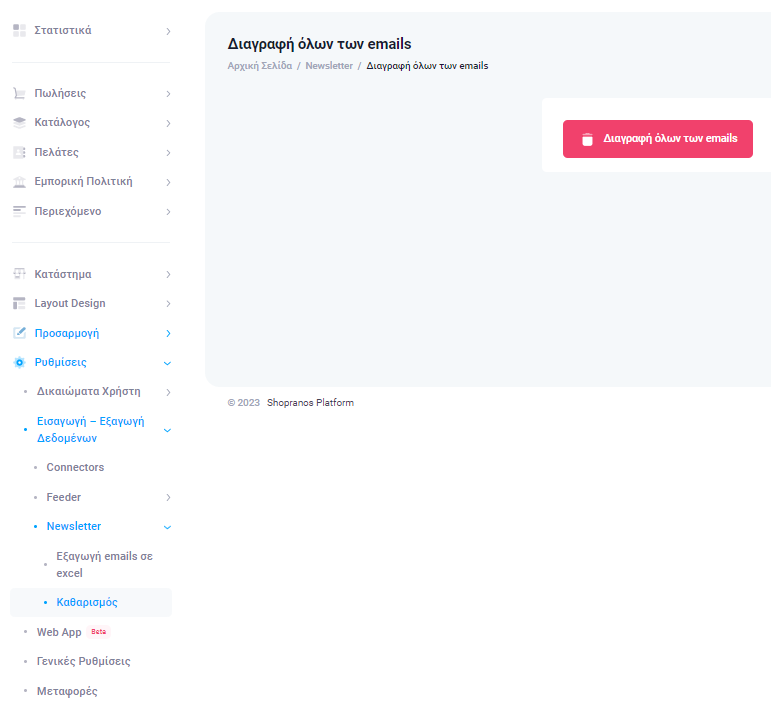 Στατιστικά
Πωλήσεις
Κατάλογος
Πελάτες
Εμπορική Πολιτική
Περιεχόμενο
Κατάστημα
Layout Design
Προσαρμογή
Ρυθμίσεις
Δικαιώματα Χρήστη
Εισαγωγή – Εξαγωγή
Δεδομένων
Connectors
Feeder
Newsletter
Εξαγωγή emails σε
excel
Καθαρισμός
Web App Beta
Γενικές Ρυθμίσεις
Μεταφορές
Διαγραφή όλων των emails
Αρχική Σελίδα / Newsletter / Διαγραφή όλων των emails
Διαγραφή όλων των emails
© 2023 Shopranos Platform